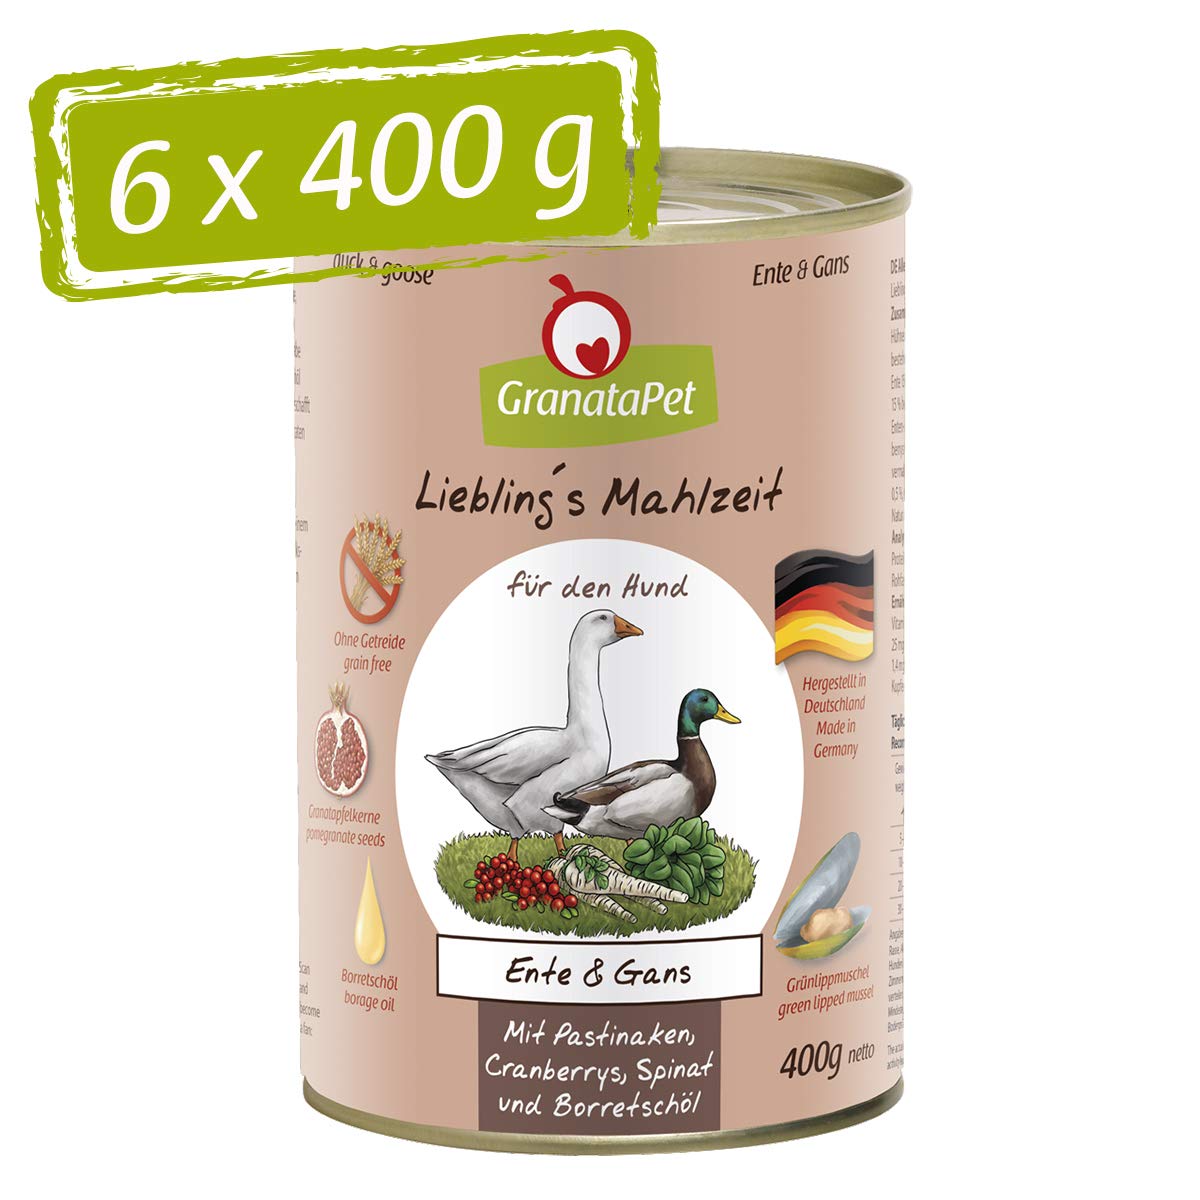 6 x 400 g
duck & goose
Ente & Gans
GranataPet
Liebling´s Mahlzeit
für den Hund
Ohne Getreide
grain free
Granatapfelkerne
pomegranate seeds
Borretschöl
borage oil
Hergestellt in
Deutschland
Made in
Germany
Grünlippmuschel
green lipped mussel
Ente & Gans
Mit Pastinaken,
Cranberrys, Spinat
und Borretschöl
400g netto